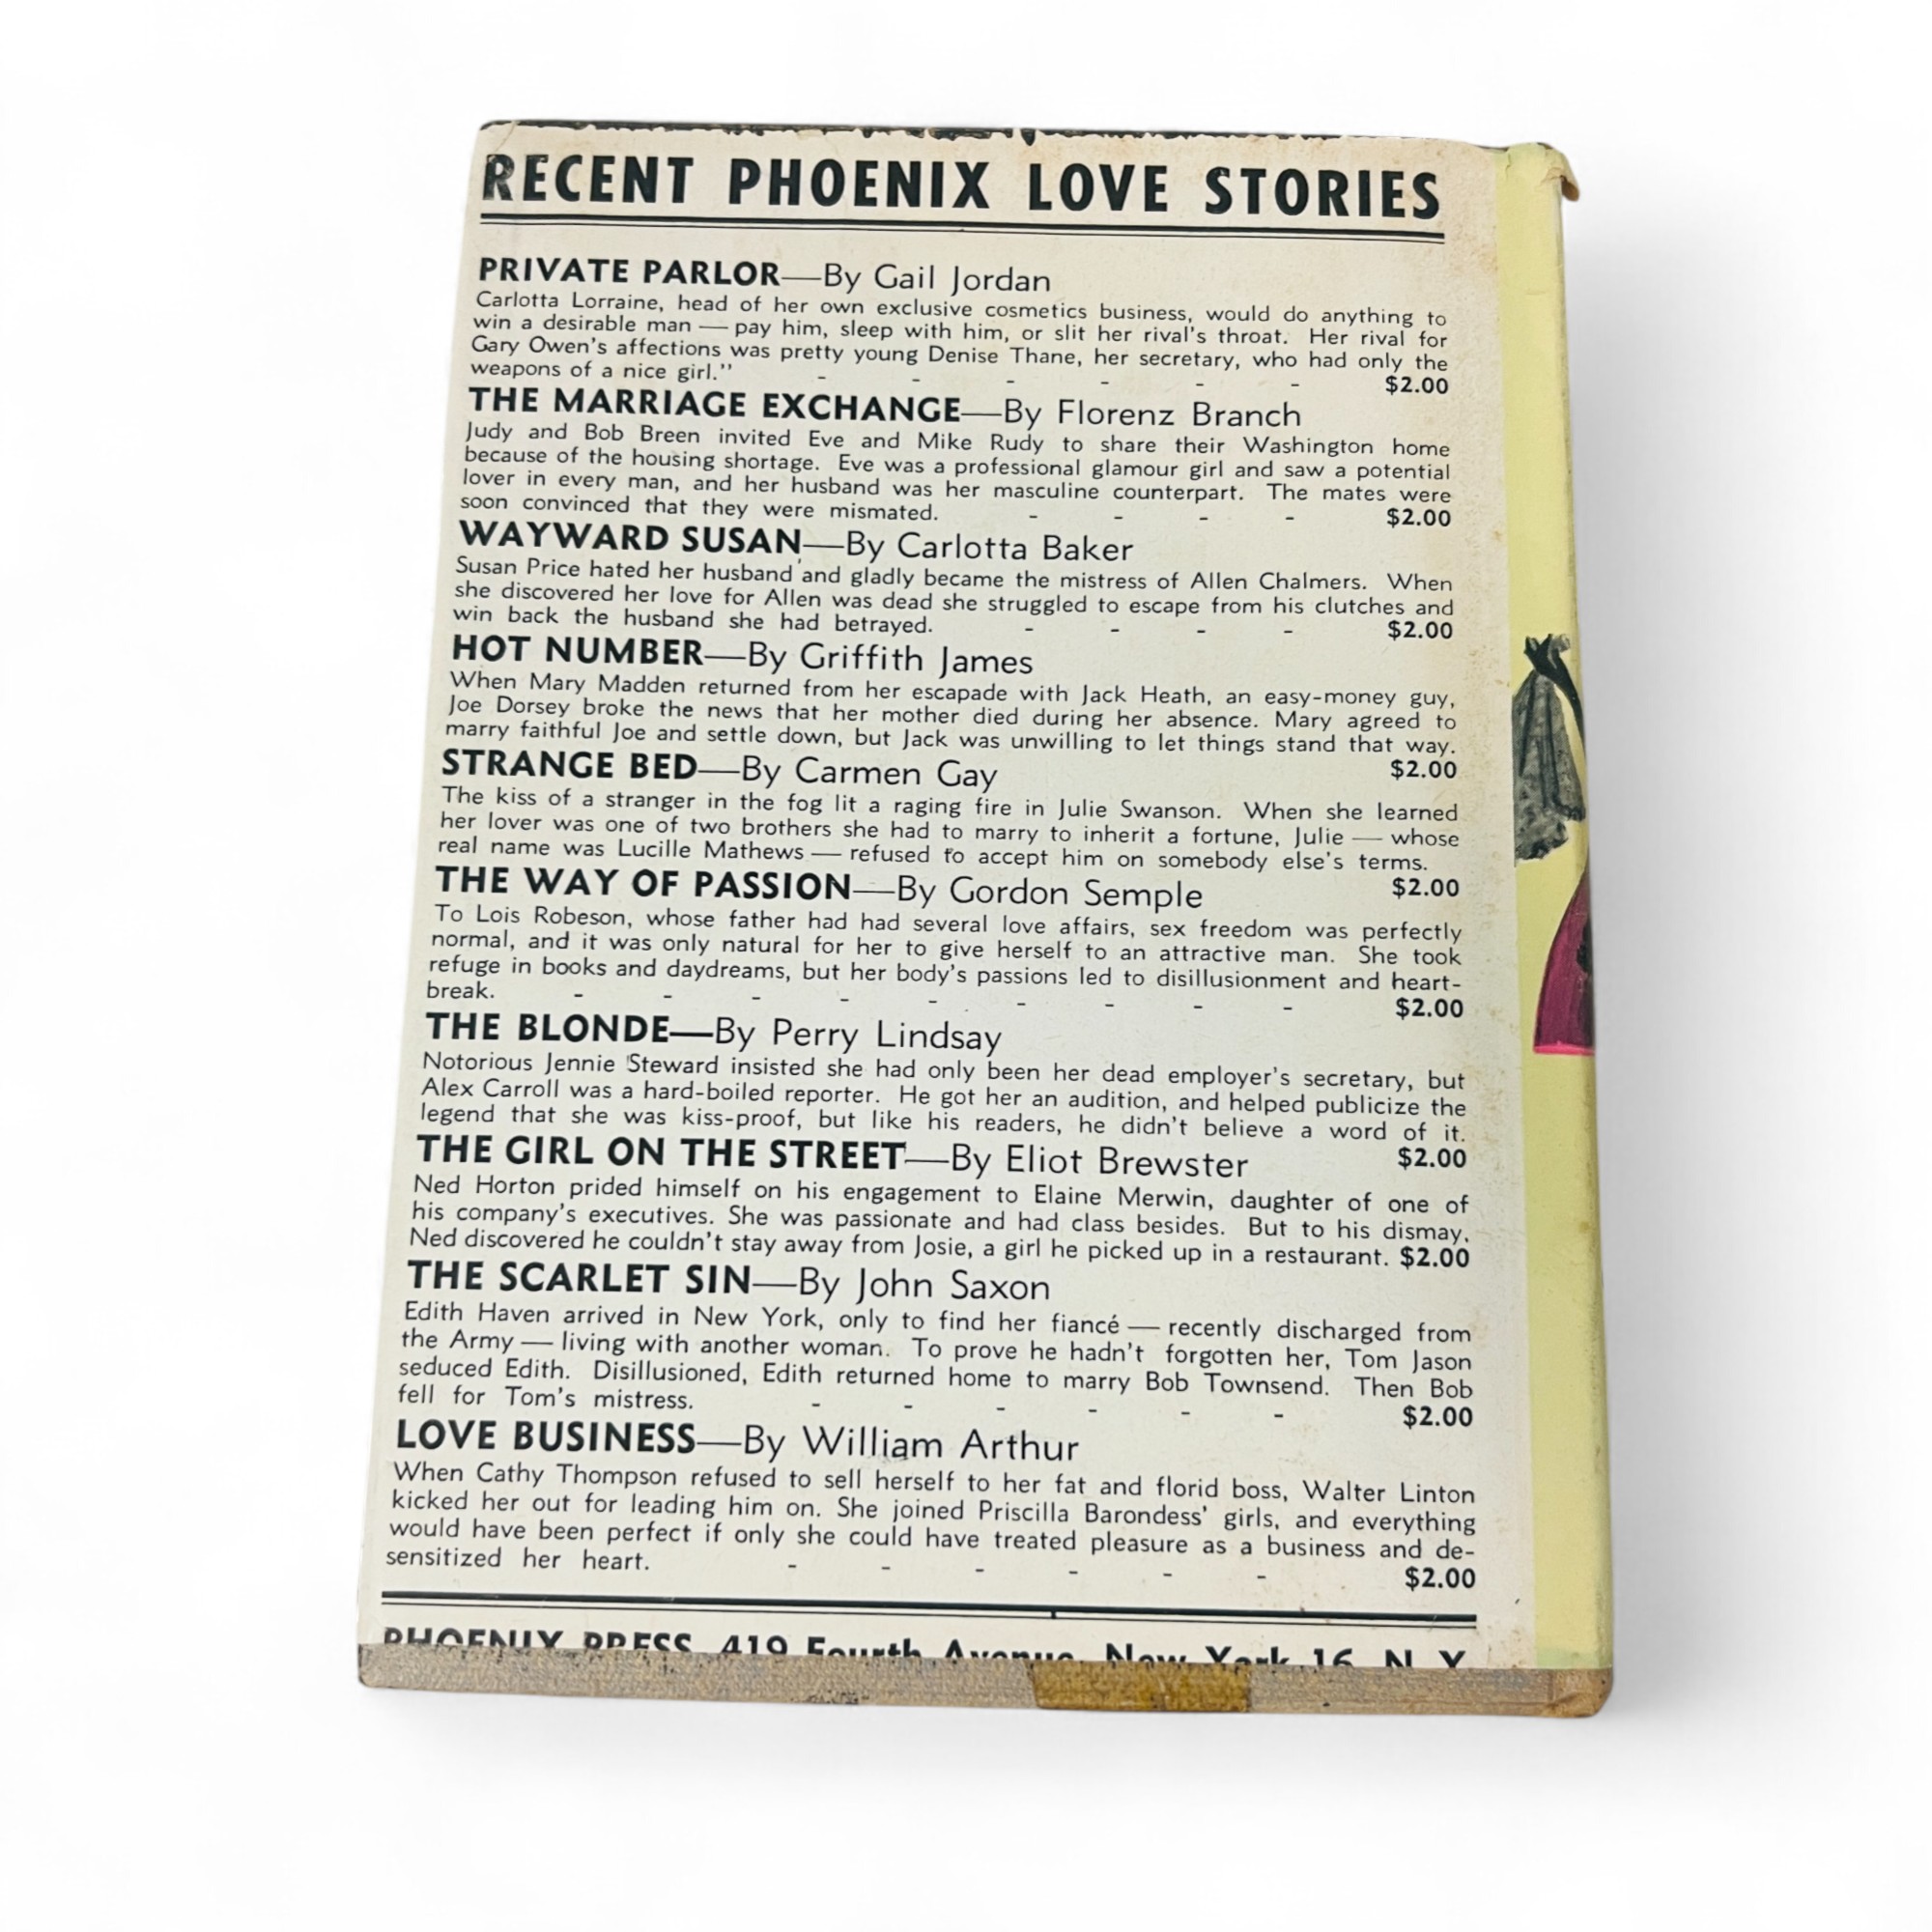 RECENT PHOENIX LOVE STORIES
PRIVATE PARLOR—By Gail Jordan
Carlotta Lorraine, head of her own exclusive cosmetics business, would do anything to
win a desirable man — pay him, sleep with him, or slit her rival's throat. Her rival for
Gary Owen's affections was pretty young Denise Thane, her secretary, who had only the
weapons of a nice girl." - - - - - - $2.00
THE MARRIAGE EXCHANGE—By Florenz Branch
Judy and Bob Breen invited Eve and Mike Rudy to share their Washington home
because of the housing shortage. Eve was a professional glamour girl and saw a potential
lover in every man, and her husband was her masculine counterpart. The mates were
soon convinced that they were mismated. - - - - $2.00
WAYWARD SUSAN—By Carlotta Baker
Susan Price hated her husband and gladly became the mistress of Allen Chalmers. When
she discovered her love for Allen was dead she struggled to escape from his clutches and
win back the husband she had betrayed. - - - - $2.00
HOT NUMBER—By Griffith James
When Mary Madden returned from her escapade with Jack Heath, an easy-money guy,
Joe Dorsey broke the news that her mother died during her absence. Mary agreed to
marry faithful Joe and settle down, but Jack was unwilling to let things stand that way.
STRANGE BED—By Carmen Gay $2.00
The kiss of a stranger in the fog lit a raging fire in Julie Swanson. When she learned
her lover was one of two brothers she had to marry to inherit a fortune, Julie — whose
real name was Lucille Mathews — refused to accept him on somebody else's terms.
THE WAY OF PASSION—By Gordon Semple $2.00
To Lois Robeson, whose father had had several love affairs, sex freedom was perfectly
normal, and it was only natural for her to give herself to an attractive man. She took
refuge in books and daydreams, but her body's passions led to disillusionment and heart-
break. - - - - - - - - - $2.00
THE BLONDE—By Perry Lindsay
Notorious Jennie Steward insisted she had only been her dead employer's secretary, but
Alex Carroll was a hard-boiled reporter. He got her an audition, and helped publicize the
legend that she was kiss-proof, but like his readers, he didn't believe a word of it.
THE GIRL ON THE STREET—By Eliot Brewster $2.00
Ned Horton prided himself on his engagement to Elaine Merwin, daughter of one of
his company's executives. She was passionate and had class besides. But to his dismay,
Ned discovered he couldn't stay away from Josie, a girl he picked up in a restaurant. $2.00
THE SCARLET SIN—By John Saxon
Edith Haven arrived in New York, only to find her fiancé — recently discharged from
the Army — living with another woman. To prove he hadn't forgotten her, Tom Jason
seduced Edith. Disillusioned, Edith returned home to marry Bob Townsend. Then Bob
fell for Tom's mistress. - - - - - - $2.00
LOVE BUSINESS—By William Arthur
When Cathy Thompson refused to sell herself to her fat and florid boss, Walter Linton
kicked her out for leading him on. She joined Priscilla Barondess' girls, and everything
would have been perfect if only she could have treated pleasure as a business and de-
sensitized her heart. - - - - - - $2.00
PHOENIX PRESS, 419 Fourth Avenue, New York 16, N. Y.